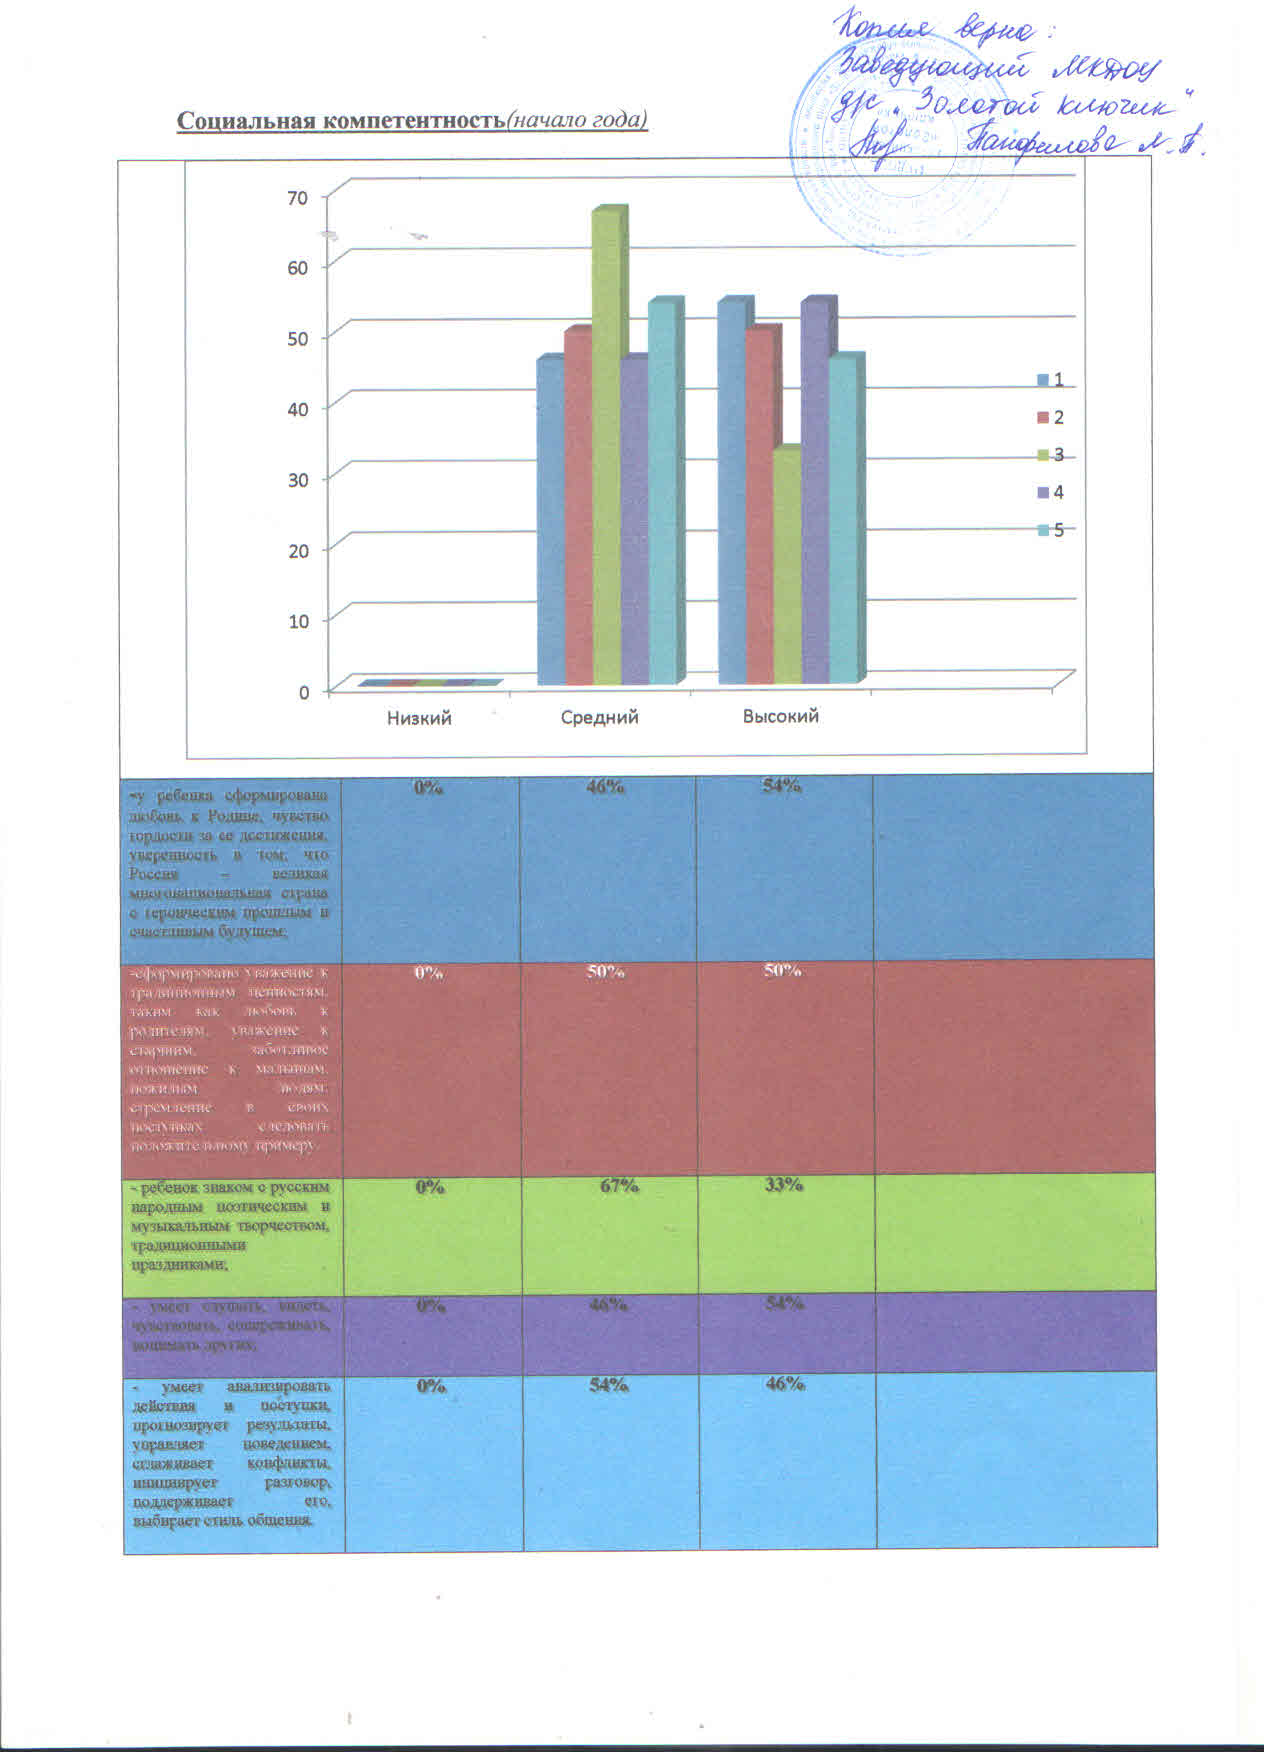 Копия верна:
Заведующий МКДОУ
д/с „Золотой ключик"
Панфилова Л.П.
Социальная компетентность(начало года)
70
60
50
40
30
20
10
0
Низкий Средний Высокий
1
2
3
4
5
-у ребенка сформирована
любовь к Родине, чувство
гордости за ее достижения,
уверенность в том, что
Россия – великая
многонациональная страна
с героическим прошлым и
счастливым будущем;
0% 46% 54%
-сформировано уважение к
традиционным ценностям,
таким как любовь к
родителям, уважение к
старшим, заботливое
отношение к малышам,
пожилым людям;
стремление в своих
поступках следовать
положительному примеру.
0% 50% 50%
- ребенок знаком с русским
народным поэтическим и
музыкальным творчеством,
традиционными
праздниками;
0% 67% 33%
- умеет слушать, видеть,
чувствовать, сопереживать,
понимать других;
0% 46% 54%
- умеет анализировать
действия и поступки,
прогнозирует результаты,
управляет поведением,
сглаживает конфликты,
инициирует разговор,
поддерживает его,
выбирает стиль общения.
0% 54% 46%